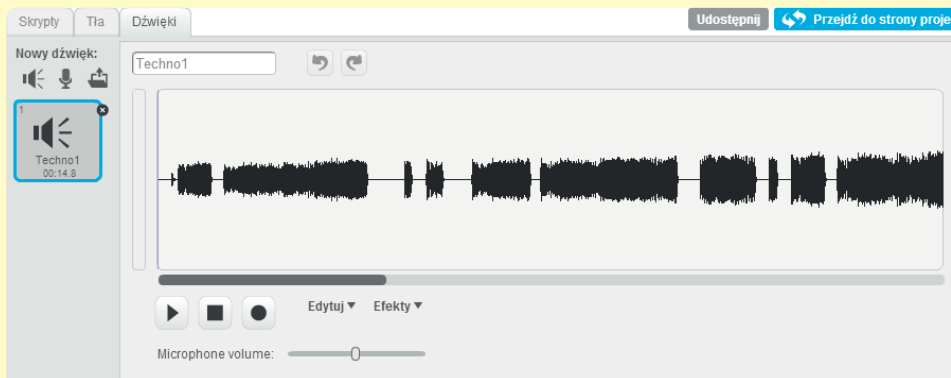 Skrypty Tła Dźwięki Udostępnij Przejdź do strony proje
Nowy dźwięk:
Techno1
1
Techno1
00:14.8
Edytuj Efekty
Microphone volume: